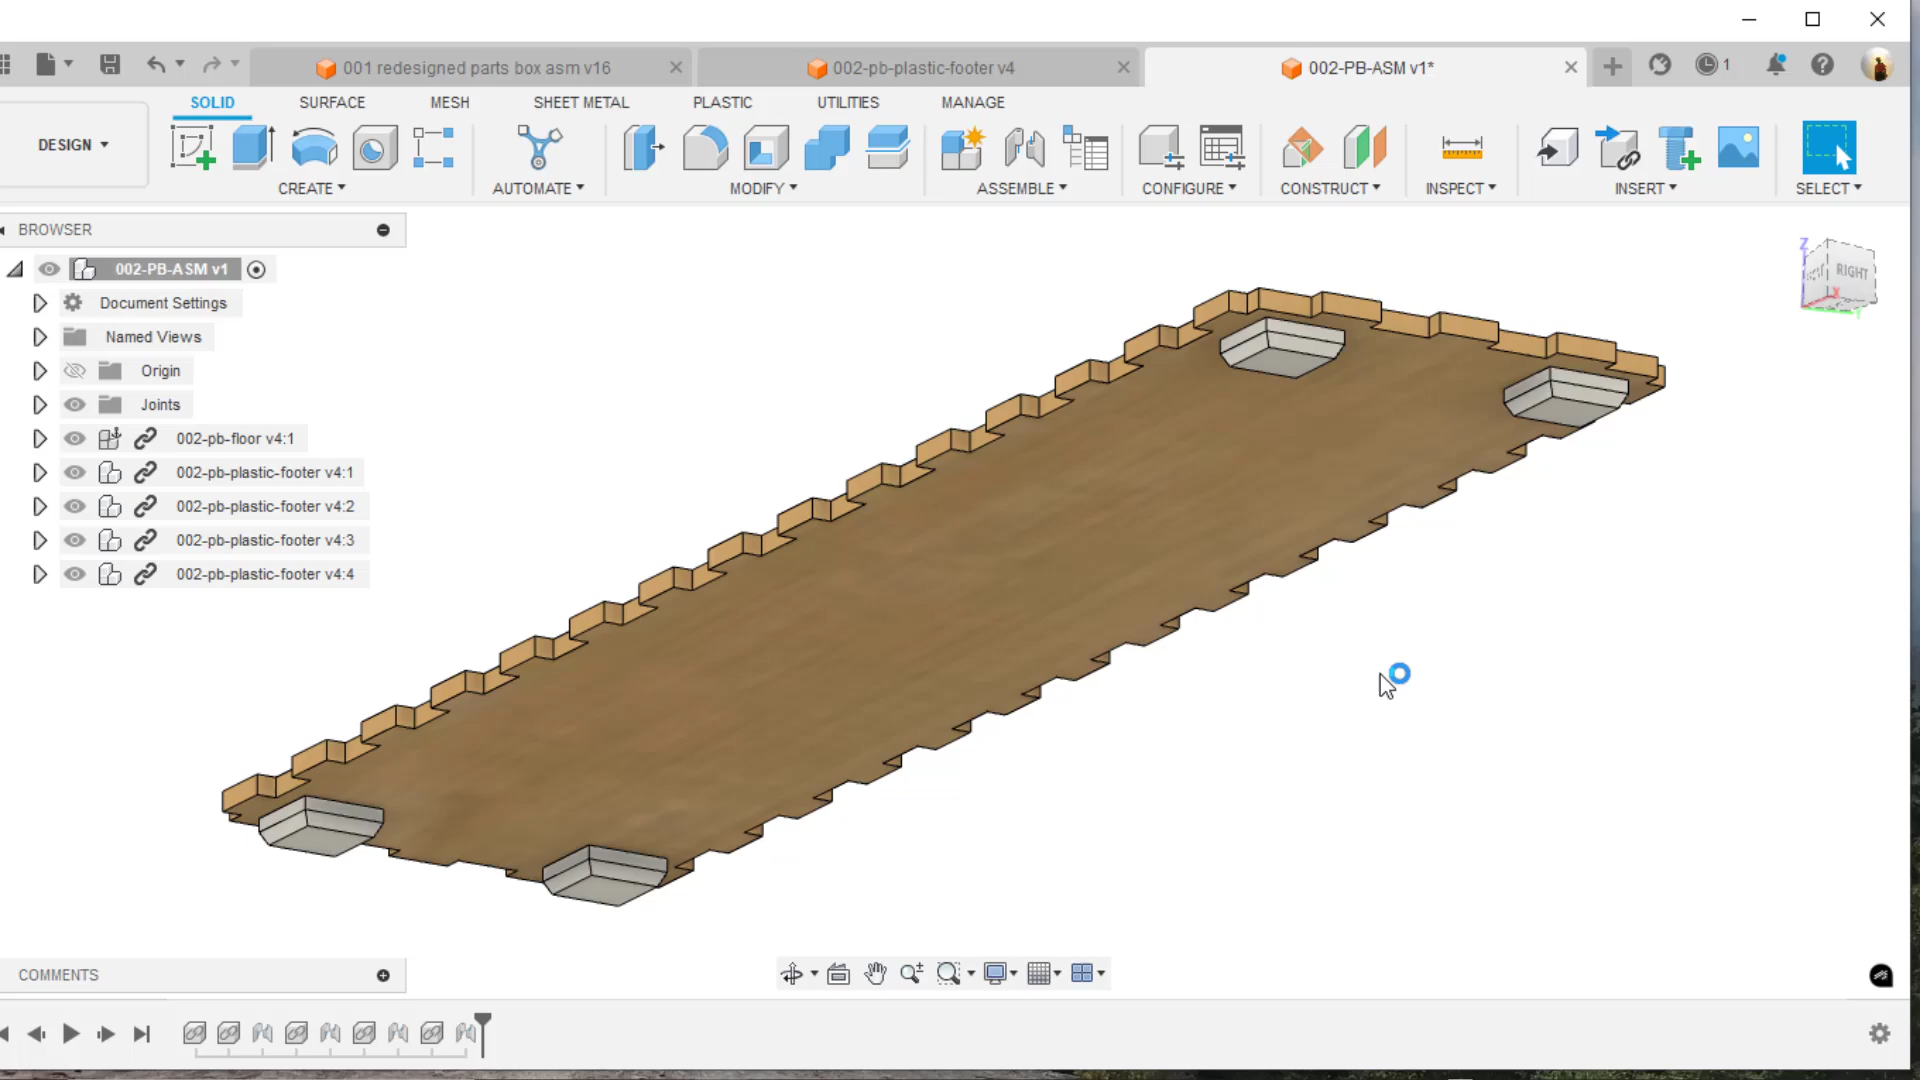 1
001 redesigned parts box asm v16
002-pb-plastic-footer v4
002-PB-ASM v1*
SOLID
SURFACE
MESH
SHEET METAL
PLASTIC
UTILITIES
MANAGE
DESIGN
CREATE
AUTOMATE
MODIFY
ASSEMBLE
CONFIGURE
CONSTRUCT
INSPECT
INSERT
SELECT
BROWSER
002-PB-ASM v1
Document Settings
Named Views
Origin
Joints
002-pb-floor v4:1
002-pb-plastic-footer v4:1
002-pb-plastic-footer v4:2
002-pb-plastic-footer v4:3
002-pb-plastic-footer v4:4
Z
RIGHT
X
COMMENTS